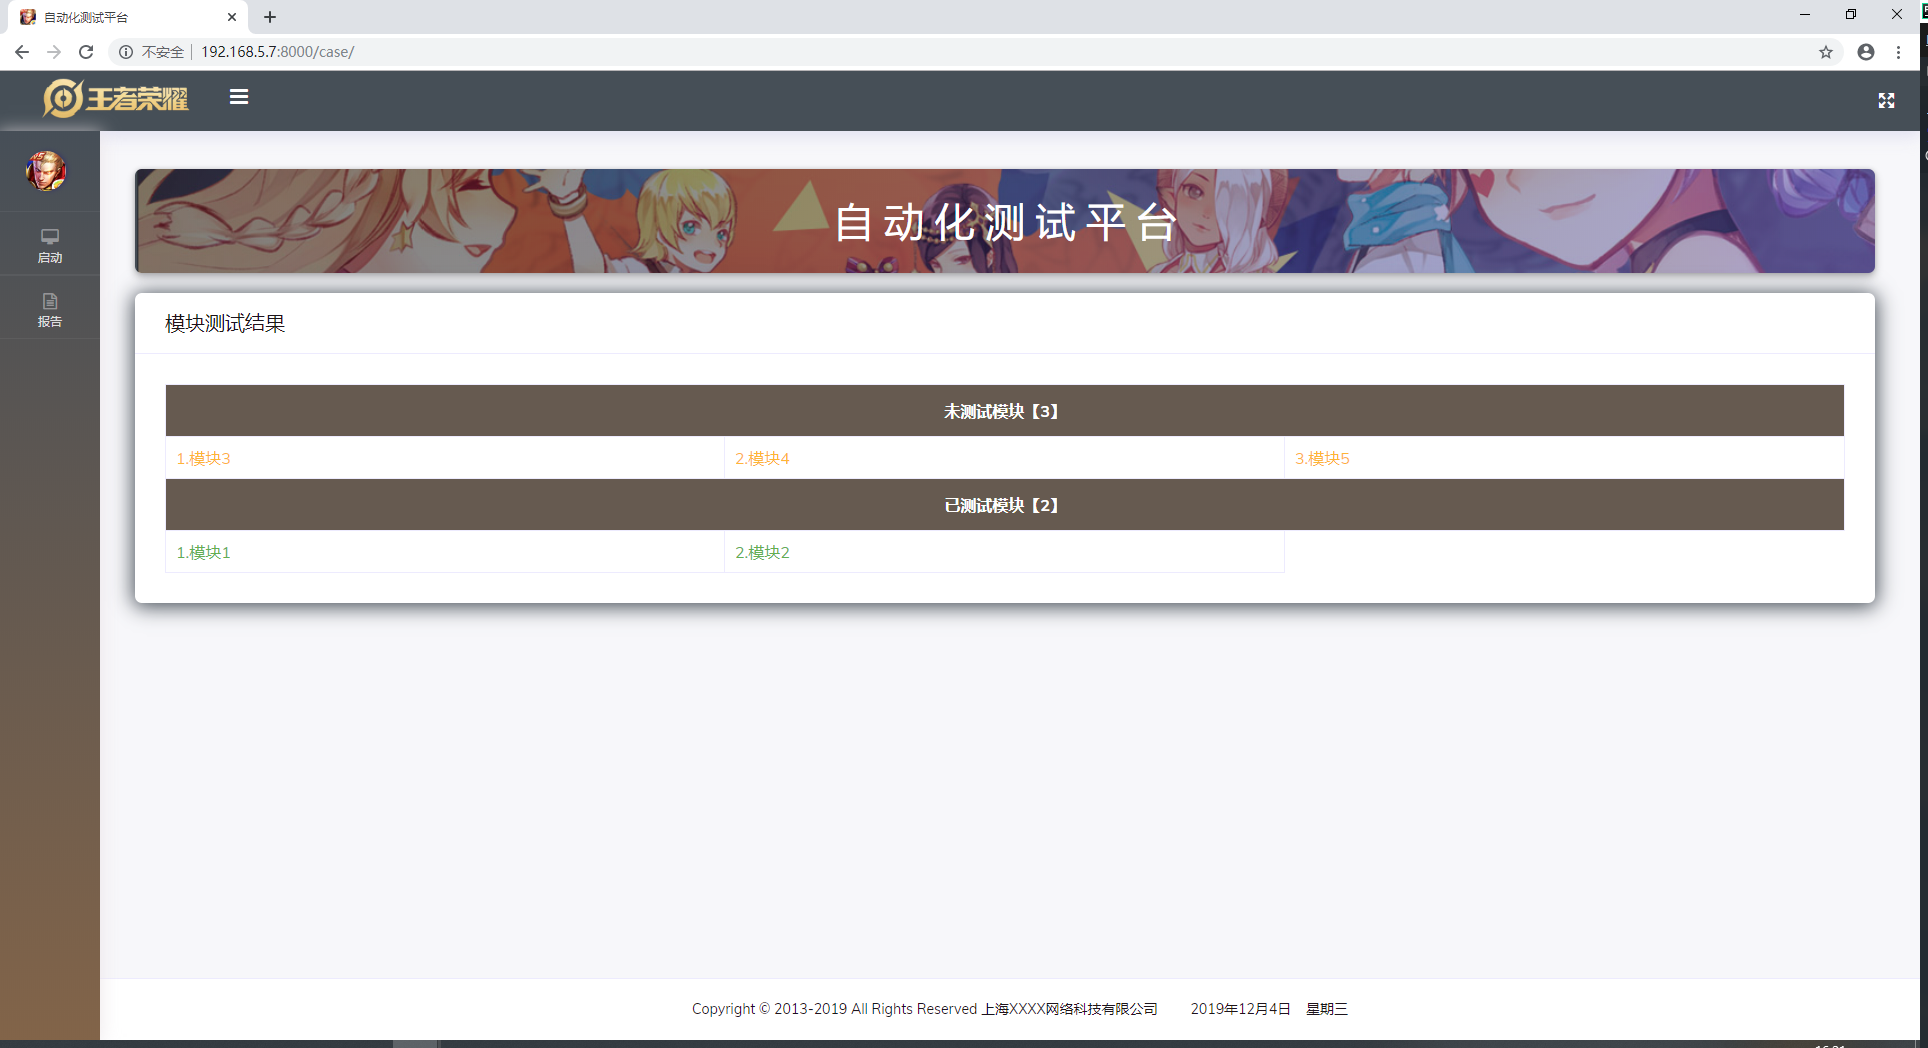 自动化测试平台
不安全
192.168.5.7:8000/case/
王者荣耀
启动
报告
自动化测试平台
模块测试结果
未测试模块【3】
1.模块3 2.模块4 3.模块5
已测试模块【2】
1.模块1 2.模块2
Copyright © 2013-2019 All Rights Reserved 上海XXXX网络科技有限公司 2019年12月4日 星期三